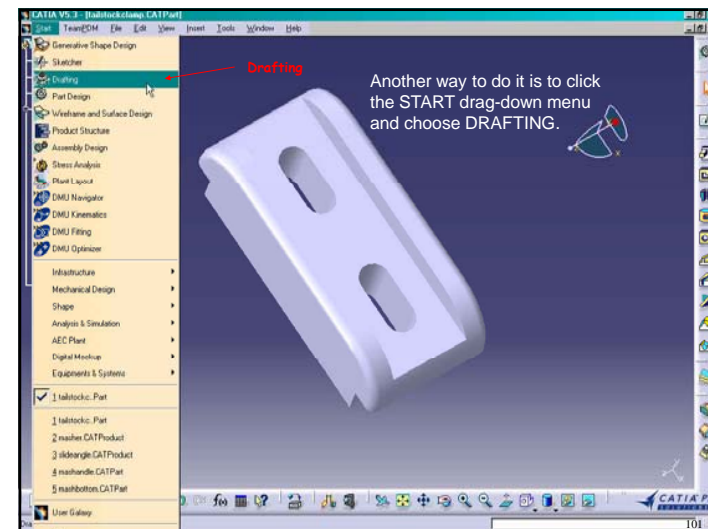 CATIA V5.3 - [tailstockclamp.CATPart]
Start TeamPDM File Edit View Insert Tools Window Help
Generative Shape Design
Sketcher
Drafting
Part Design
Wireframe and Surface Design
Product Structure
Assembly Design
Stress Analysis
Plant Layout
DMU Navigator
DMU Kinematics
DMU Fitting
DMU Optimizer
Infrastructure
Mechanical Design
Shape
Analysis & Simulation
AEC Plant
Digital Mockup
Equipments & Systems
1 tailstockc..Part
1 tailstockc..Part
2 masher.CATProduct
3 slideangle.CATProduct
4 mashandle.CATPart
5 mashbottom.CATPart
User Galaxy
Drafting
Another way to do it is to click
the START drag-down menu
and choose DRAFTING.
CATIA P
SOLUTIONS
101